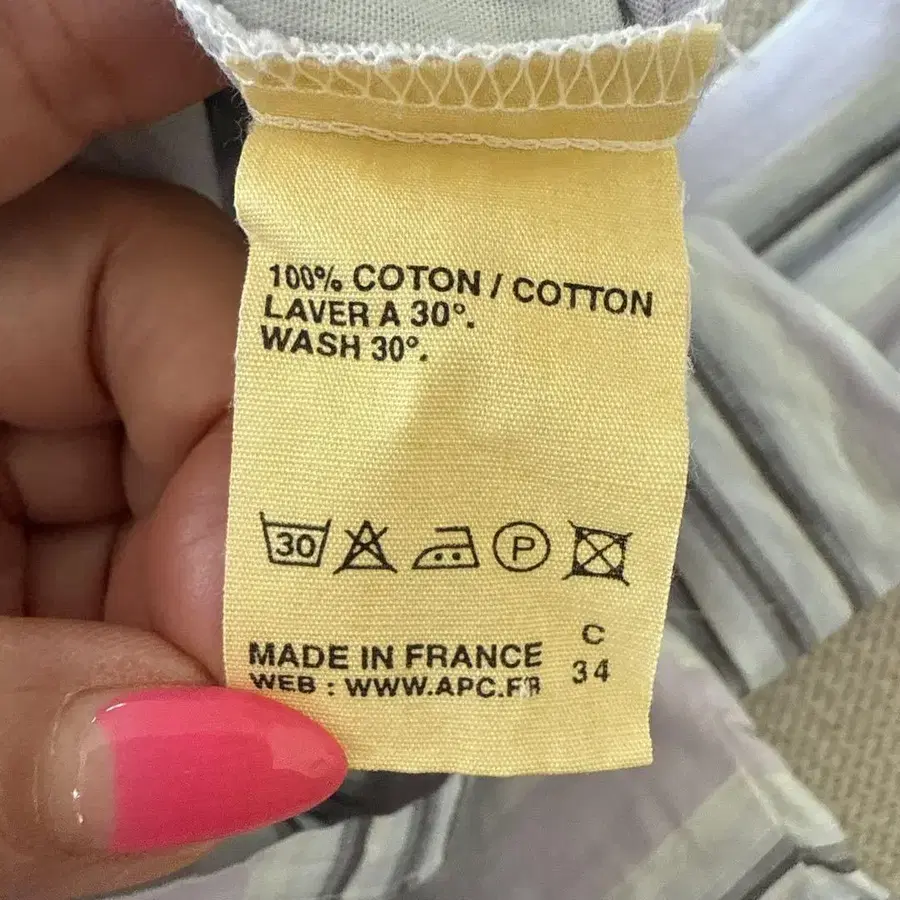 100% COTON / COTTON
LAVER A 30°.
WASH 30°.
30
P
C
MADE IN FRANCE 34
WEB : WWW.APC.FR